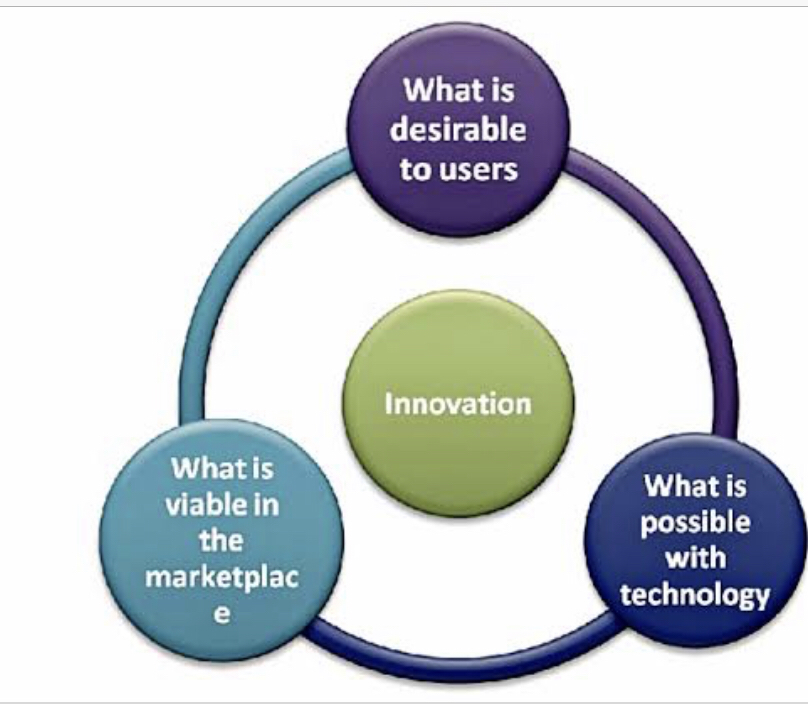 What is
desirable
to users
Innovation
What is
viable in
the
marketplac
e
What is
possible
with
technology